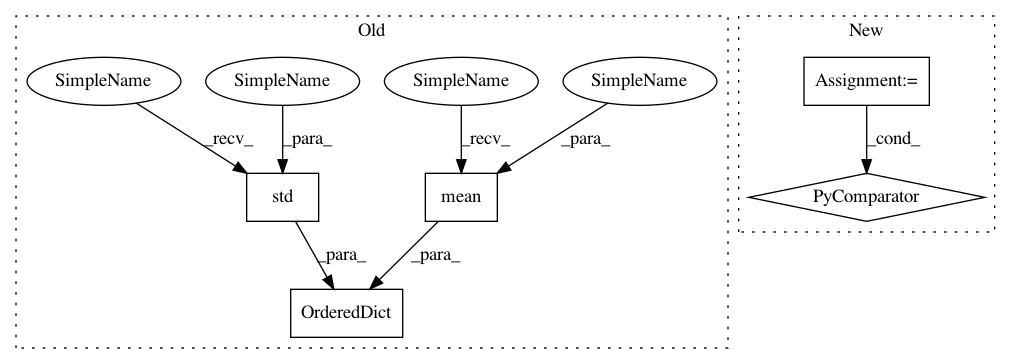 Old
New
SimpleName
SimpleName
SimpleName
SimpleName
Assignment:=
_recv_
_para_
_recv_
_para_
_cond_
std
mean
PyComparator
_para_
_para_
OrderedDict